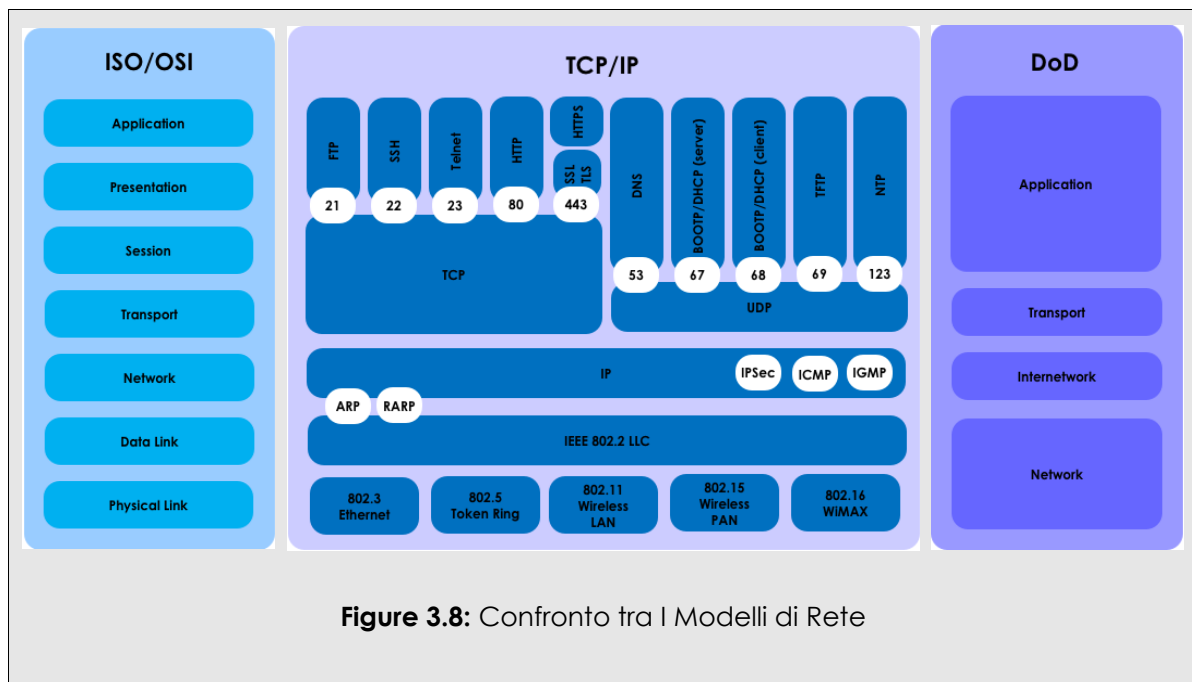 ISO/OSI
Application
Presentation
Session
Transport
Network
Data Link
Physical Link
TCP/IP
FTP
SSH
Telnet
HTTP
HTTPS
SSL
TLS
DNS
BOOTP/DHCP (server)
BOOTP/DHCP (client)
TFTP
NTP
21
22
23
80
443
53
67
68
69
123
TCP
UDP
IP
IPSec
ICMP
IGMP
ARP
RARP
IEEE 802.2 LLC
802.3
Ethernet
802.5
Token Ring
802.11
Wireless
LAN
802.15
Wireless
PAN
802.16
WiMAX
DoD
Application
Transport
Internetwork
Network
Figure 3.8: Confronto tra I Modelli di Rete